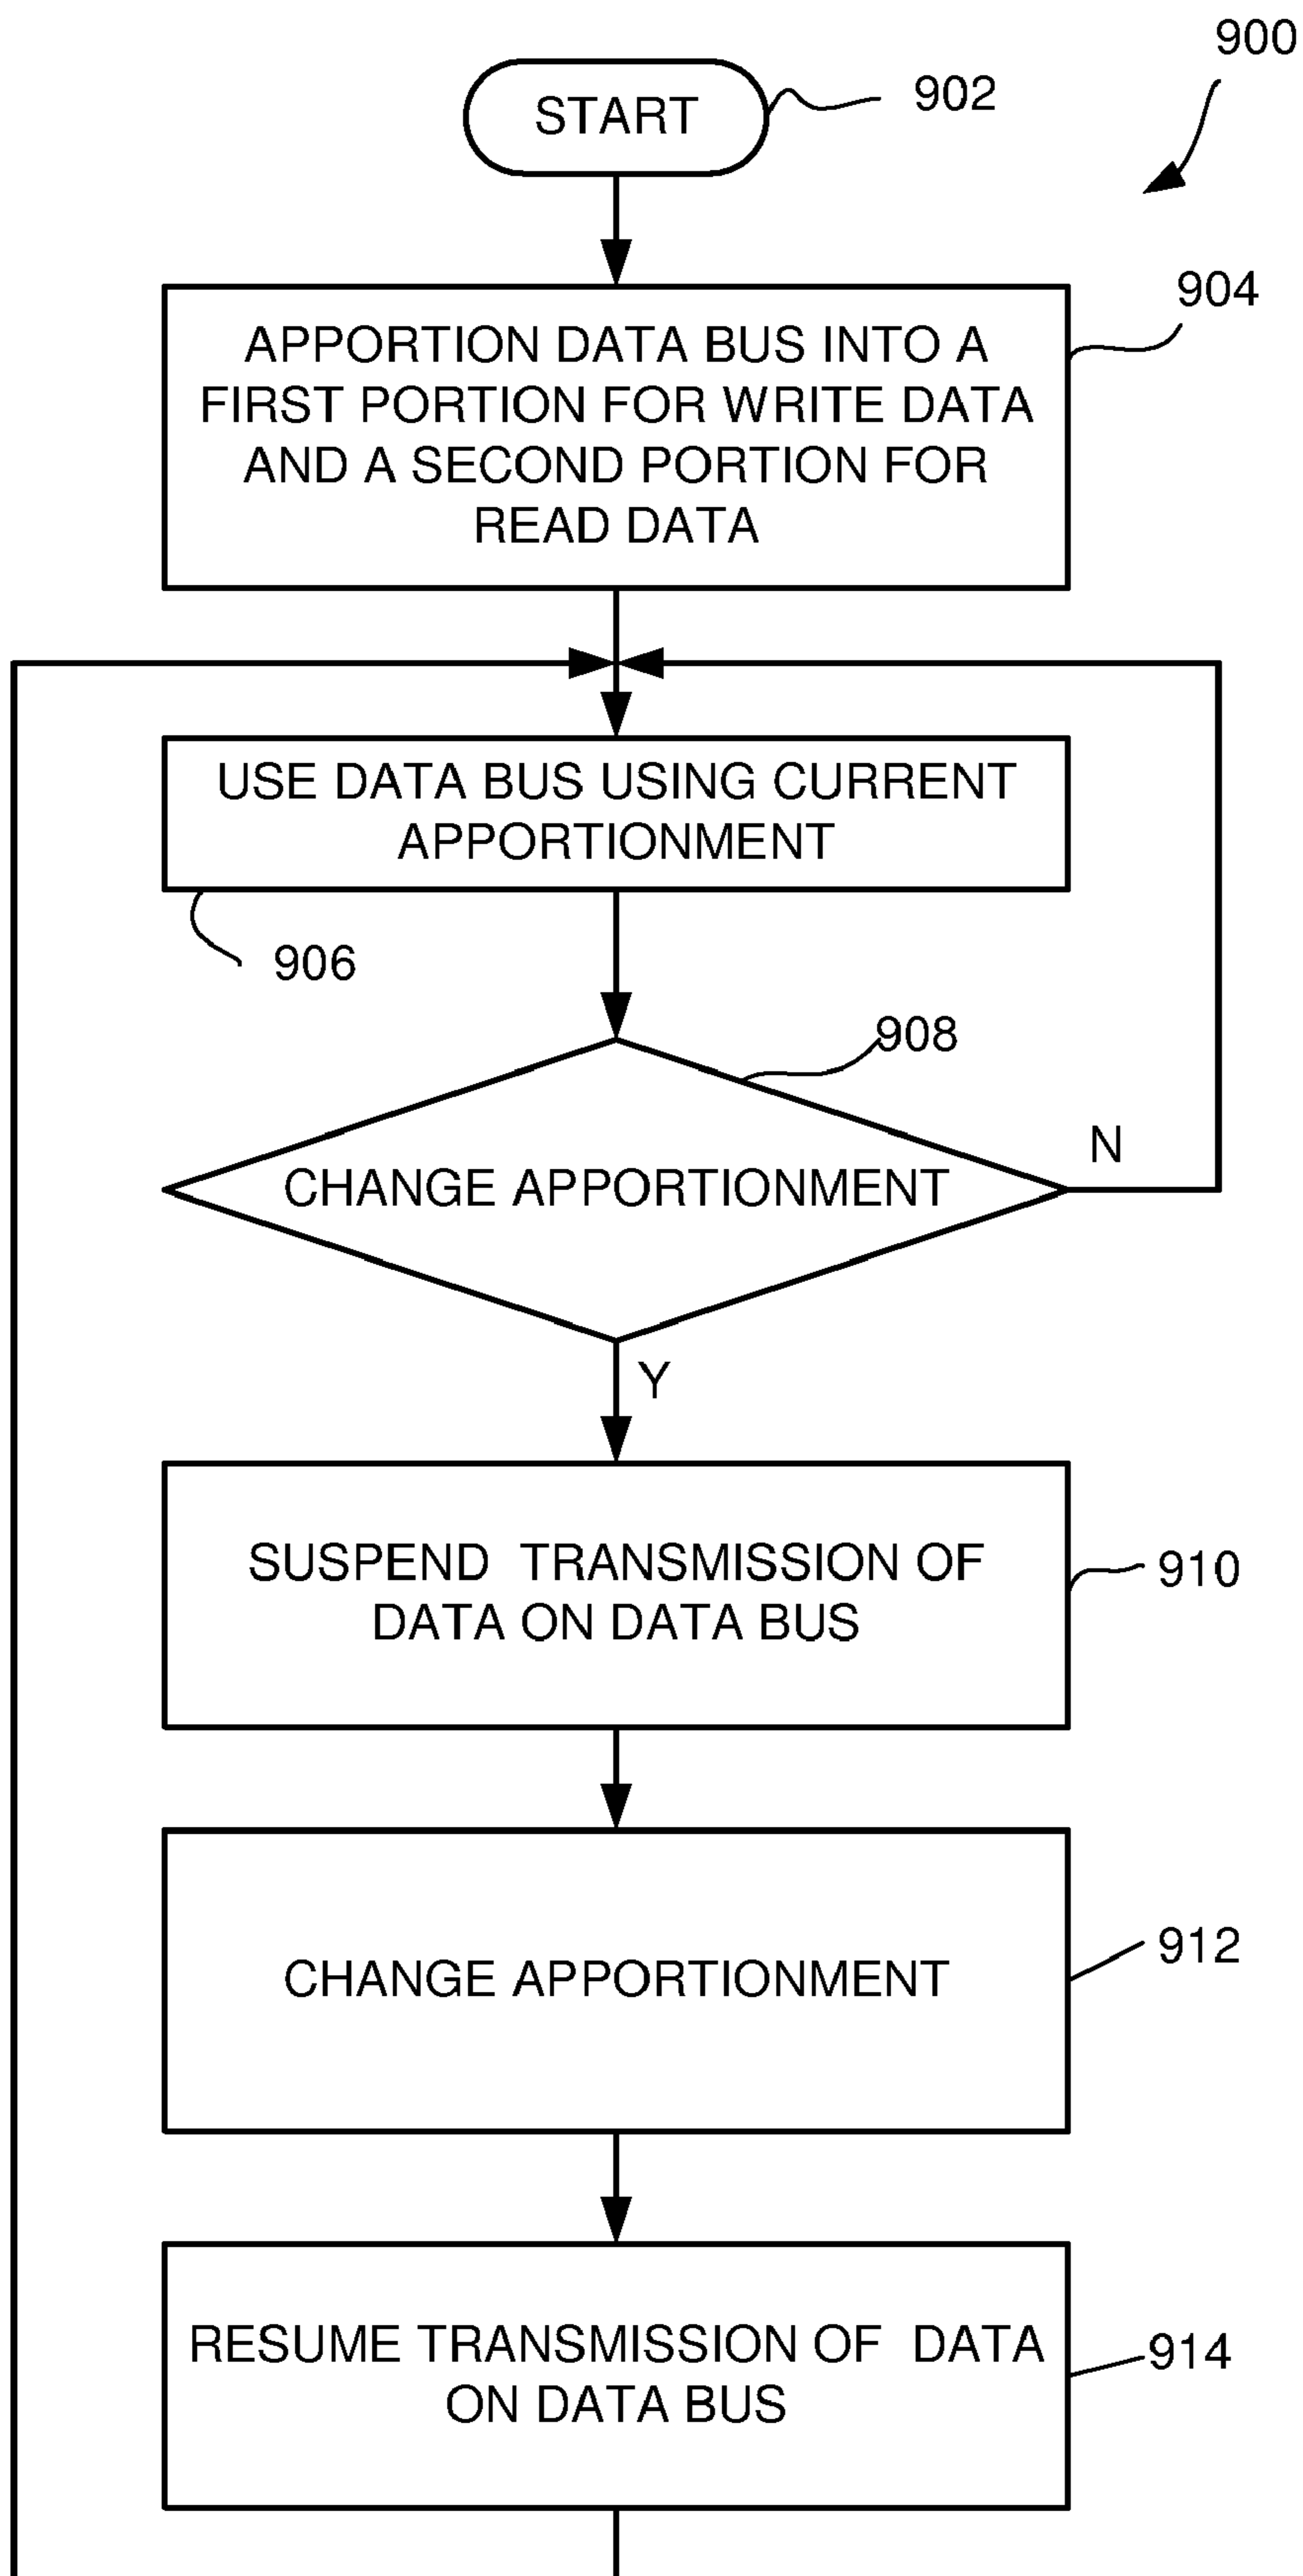 900
START
902
904
APPORTION DATA BUS INTO A
FIRST PORTION FOR WRITE DATA
AND A SECOND PORTION FOR
READ DATA
USE DATA BUS USING CURRENT
APPORTIONMENT
906
908
CHANGE APPORTIONMENT
N
Y
SUSPEND TRANSMISSION OF
DATA ON DATA BUS
910
CHANGE APPORTIONMENT
912
RESUME TRANSMISSION OF DATA
ON DATA BUS
914